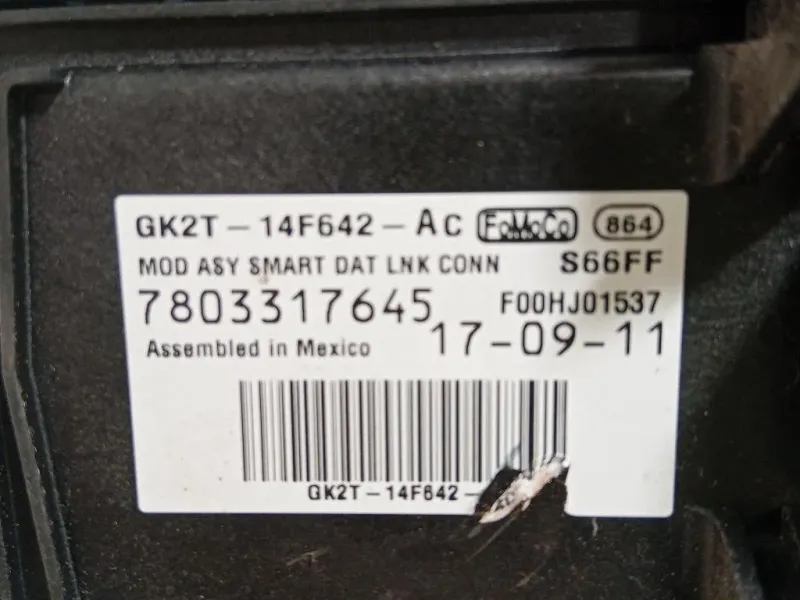 GK2T-14F642-AC FoMoCo 864
MOD ASY SMART DAT LNK CONN S66FF
7803317645 F00HJ01537
Assembled in Mexico 17-09-11
GK2T-14F642-